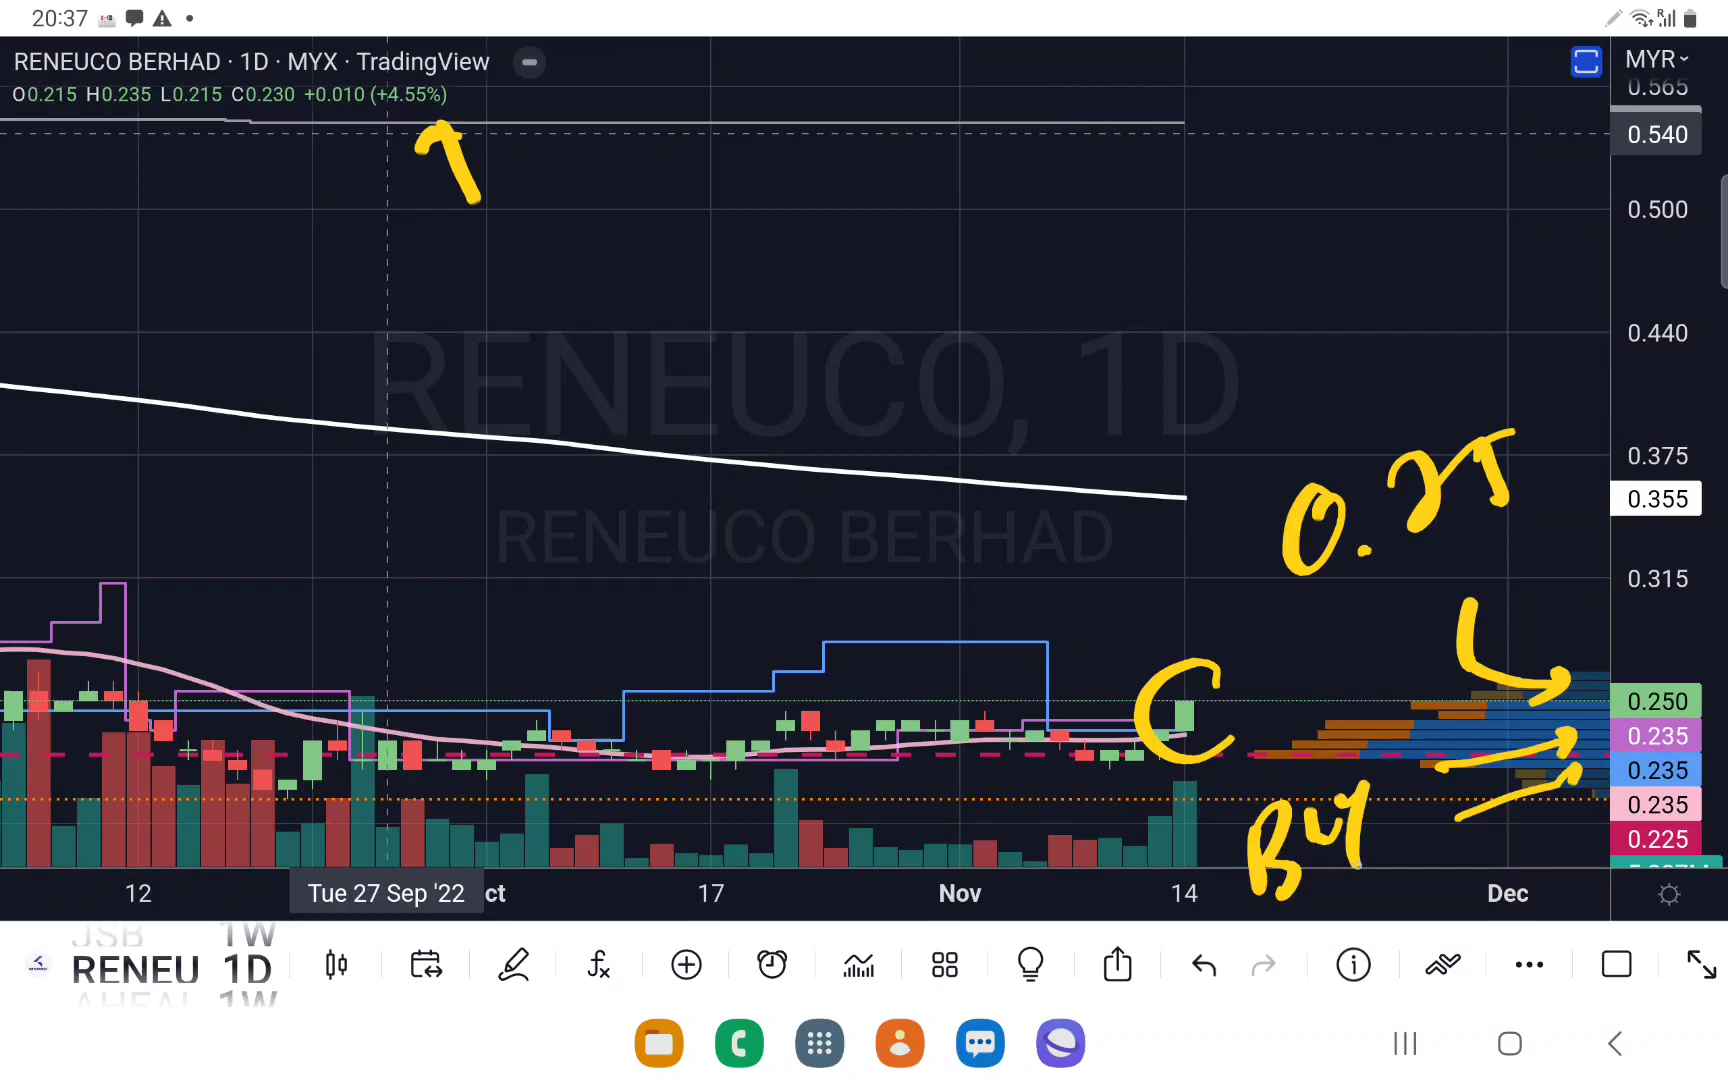 20:37
RENEUCO BERHAD · 1D · MYX · TradingView
O0.215 H0.235 L0.215 C0.230 +0.010 (+4.55%)
MYR
0.565
0.540
0.500
RENEUCO, 1D
0.440
0.375
0.355
RENEUCO BERHAD
0.25
0.315
0.250
0.235
0.235
0.235
0.225
Buy
12
Tue 27 Sep '22
ct
17
Nov
14
Dec
JSB 1W
RENEU 1D